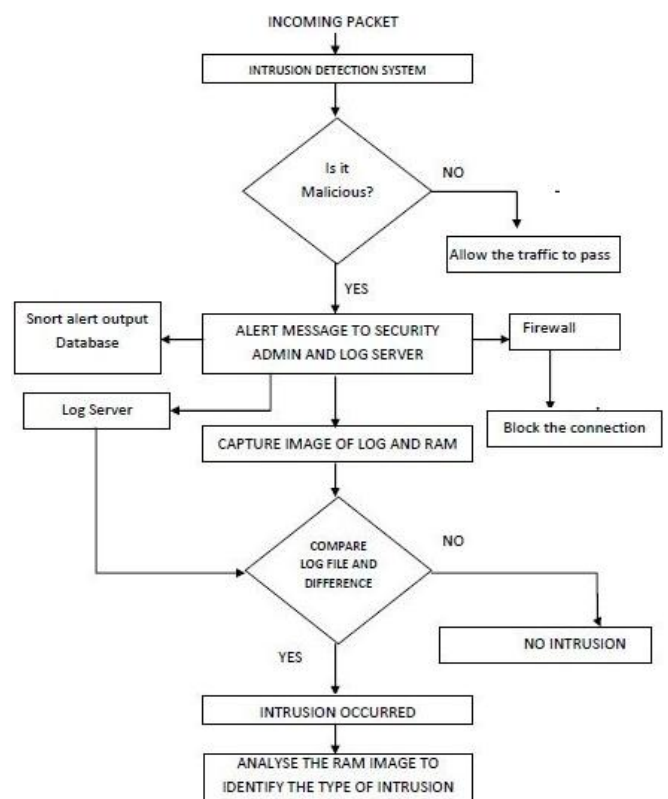 INCOMING PACKET
INTRUSION DETECTION SYSTEM
Is it
Malicious?
NO
Allow the traffic to pass
YES
Snort alert output
Database
ALERT MESSAGE TO SECURITY
ADMIN AND LOG SERVER
Firewall
Log Server
Block the connection
CAPTURE IMAGE OF LOG AND RAM
COMPARE
LOG FILE AND
DIFFERENCE
NO
NO INTRUSION
YES
INTRUSION OCCURRED
ANALYSE THE RAM IMAGE TO
IDENTIFY THE TYPE OF INTRUSION